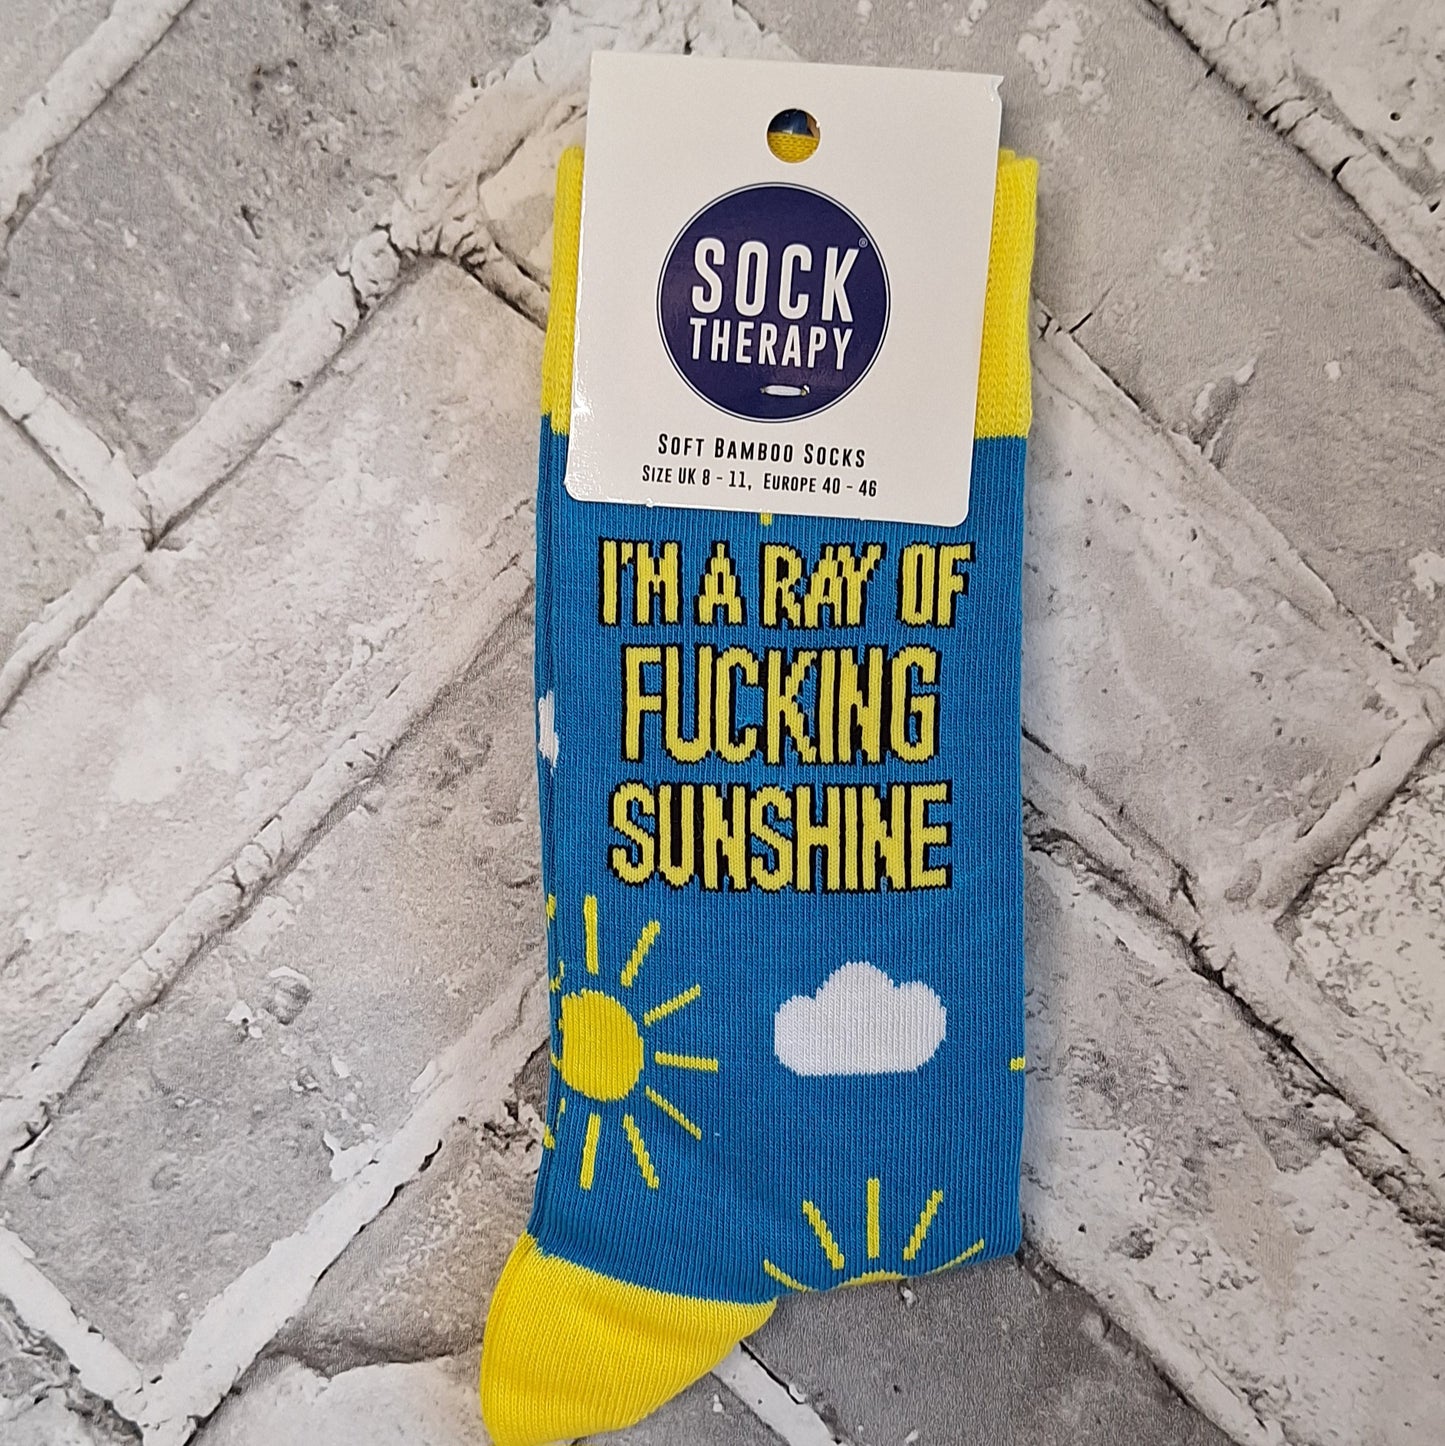 SOCK®
THERAPY
SOFT BAMBOO SOCKS
SIZE UK 8 - 11, EUROPE 40 - 46
I'M A RAY OF
FUCKING
SUNSHINE